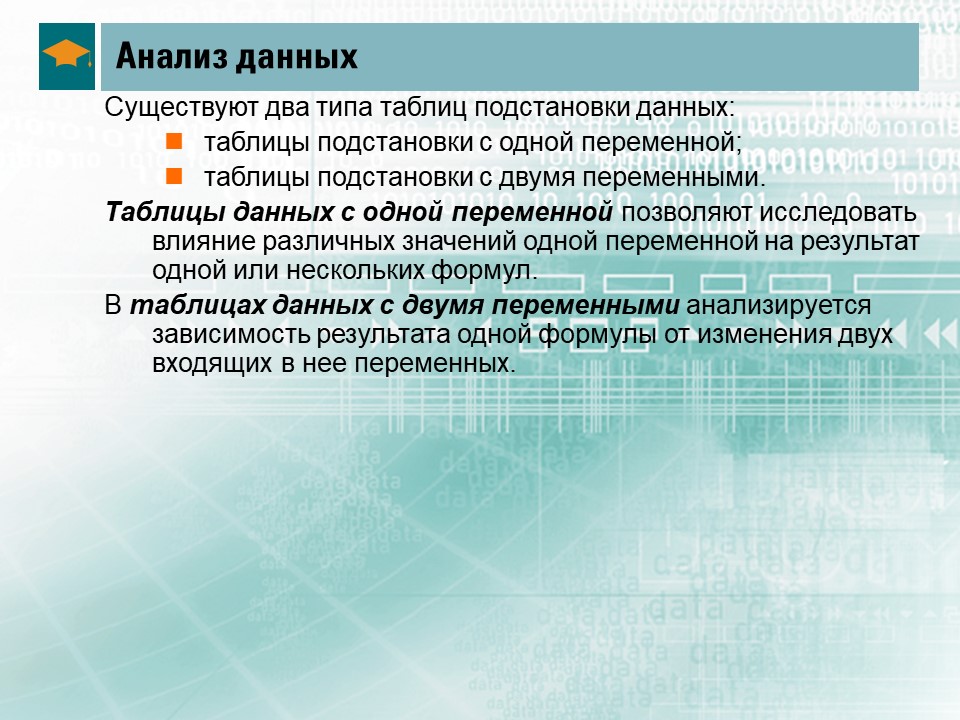 Анализ данных
Существуют два типа таблиц подстановки данных:
таблицы подстановки с одной переменной;
таблицы подстановки с двумя переменными.
Таблицы данных с одной переменной позволяют исследовать
влияние различных значений одной переменной на результат
одной или нескольких формул.
В таблицах данных с двумя переменными анализируется
зависимость результата одной формулы от изменения двух
входящих в нее переменных.